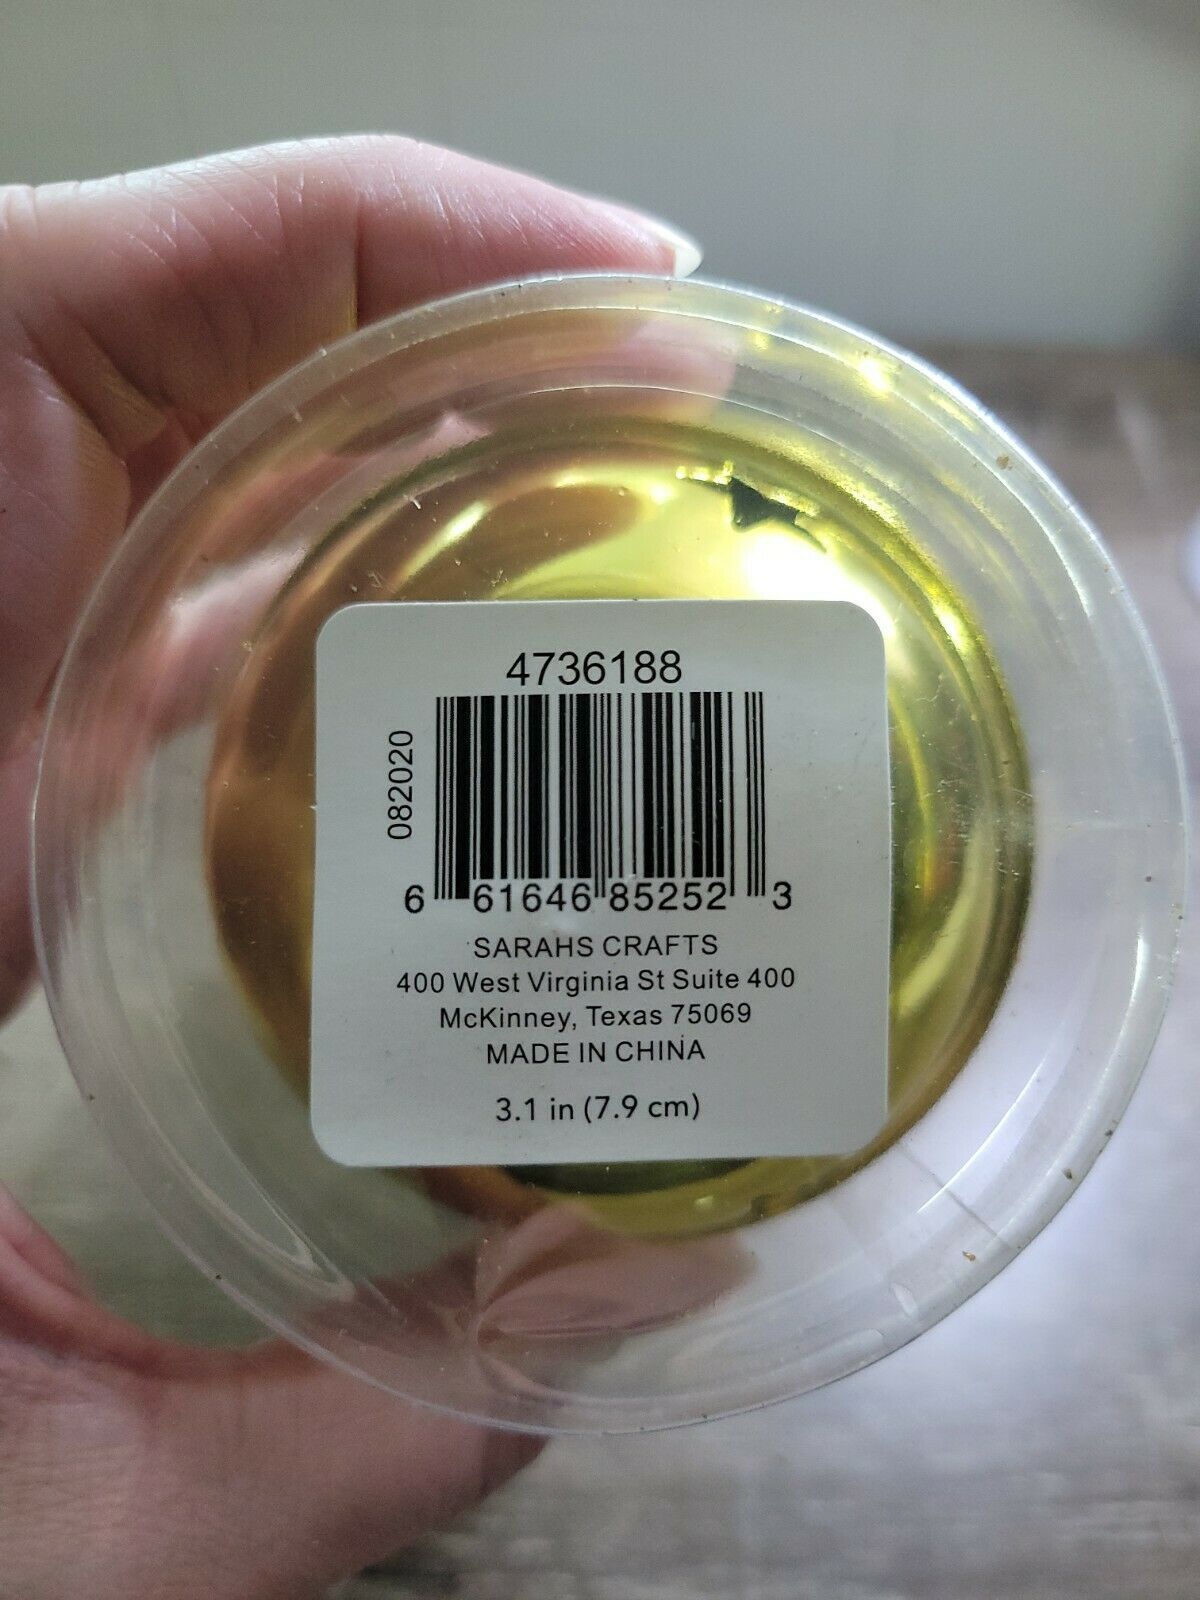 4736188
082020
6 61646 85252 3
SARAHS CRAFTS
400 West Virginia St Suite 400
McKinney, Texas 75069
MADE IN CHINA
3.1 in (7.9 cm)